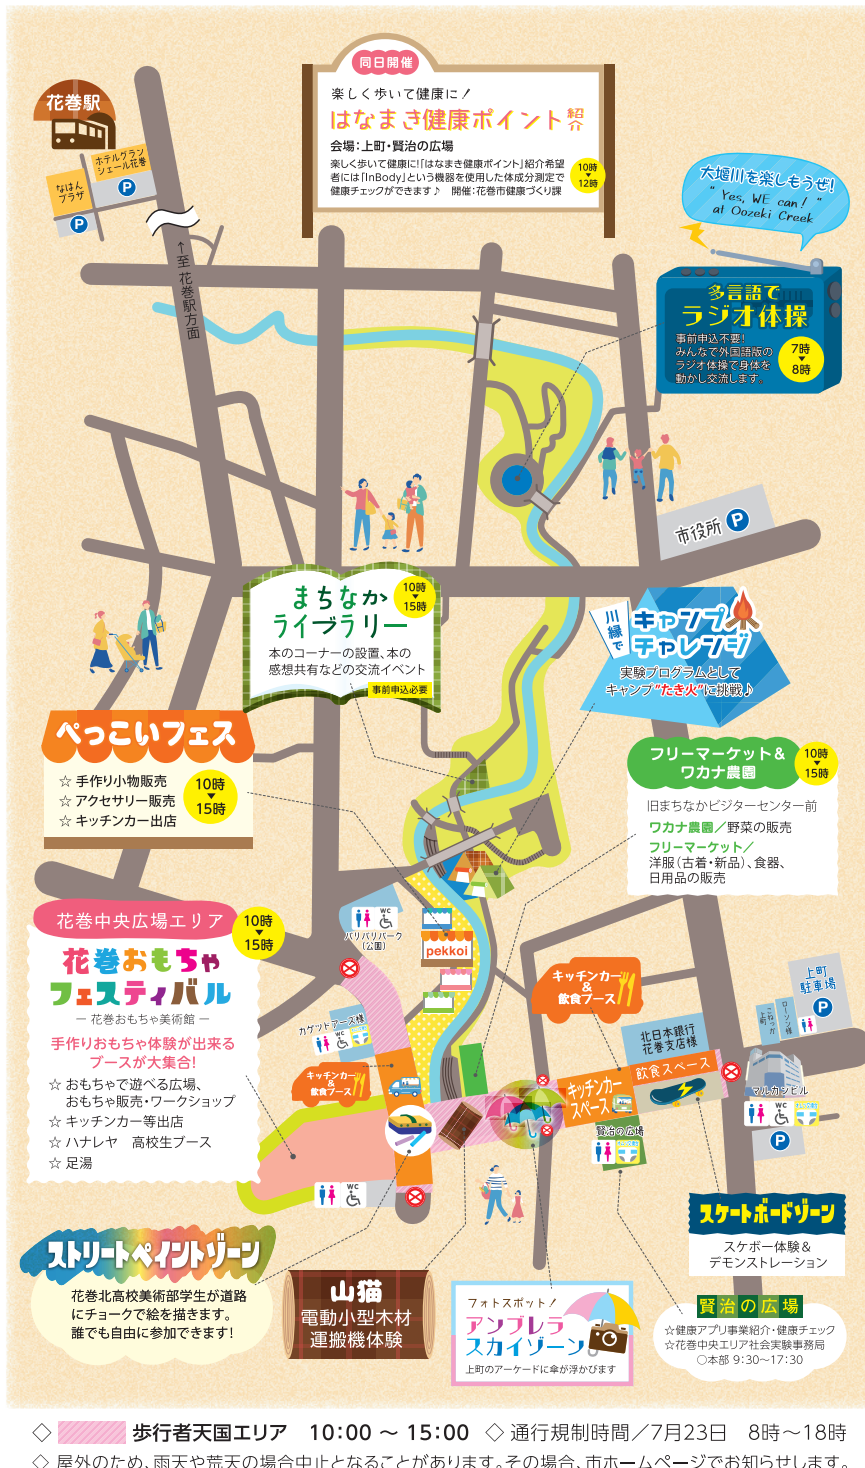 同日開催
楽しく歩いて健康に！
はなまき健康ポイント紹介
会場：上町・賢治の広場
楽しく歩いて健康に！「はなまき健康ポイント」紹介希望
者には「InBody」という機器を使用した体成分測定で
健康チェックができます♪　開催：花巻市健康づくり課
10時
▼
12時
花巻駅
ホテルグラン
シェール花巻
P
なはん
プラザ
P
←至 花巻駅方面
大堰川を楽しもうぜ！
“ Yes, WE can！ ”
at Oozeki Creek
多言語で
ラジオ体操
事前申込不要！
みんなで外国語版の
ラジオ体操で身体を
動かし交流します。
7時
▼
8時
市役所 P
まちなか
ライブラリー
10時
▼
15時
本のコーナーの設置、本の
感想共有などの交流イベント
事前申込必要
川縁で
キャンプ
チャレンジ
実験プログラムとして
キャンプ“たき火”に挑戦♪
ぺっこいフェス
☆ 手作り小物販売
☆ アクセサリー販売
☆ キッチンカー出店
10時
▼
15時
フリーマーケット＆
ワカナ農園
10時
▼
15時
旧まちなかビジターセンター前
ワカナ農園／野菜の販売
フリーマーケット／
洋服（古着・新品）、食器、
日用品の販売
花巻中央広場エリア
10時
▼
15時
花巻おもちゃ
フェスティバル
― 花巻おもちゃ美術館 ―
手作りおもちゃ体験が出来る
ブースが大集合！
☆ おもちゃで遊べる広場、
おもちゃ販売・ワークショップ
☆ キッチンカー等出店
☆ ハナレヤ　高校生ブース
☆ 足湯
WC
パリパリパーク
（公園）
pekkoi
カゲツドアーズ様
WC
キッチンカー
＆
飲食ブース
キッチンカー
＆
飲食ブース
北日本銀行
花巻支店様
キッチンカー
スペース
飲食スペース
上町
駐車場
P
ローソン様
マルカンビル
WC
P
賢治の広場
WC
ストリートペイントゾーン
花巻北高校美術部学生が道路
にチョークで絵を描きます。
誰でも自由に参加できます！
山猫
電動小型木材
運搬機体験
フォトスポット！
アンブレラ
スカイゾーン
上町のアーケードに傘が浮かびます
スケートボードゾーン
スケボー体験＆
デモンストレーション
賢治の広場
☆健康アプリ事業紹介・健康チェック
☆花巻中央エリア社会実験事務局
〇本部 9：30～17：30
◇ 歩行者天国エリア　10：00 ～ 15：00 ◇ 通行規制時間／7月23日　8時～18時
◇ 屋外のため、雨天や荒天の場合中止となることがあります。その場合、市ホームページでお知らせします。